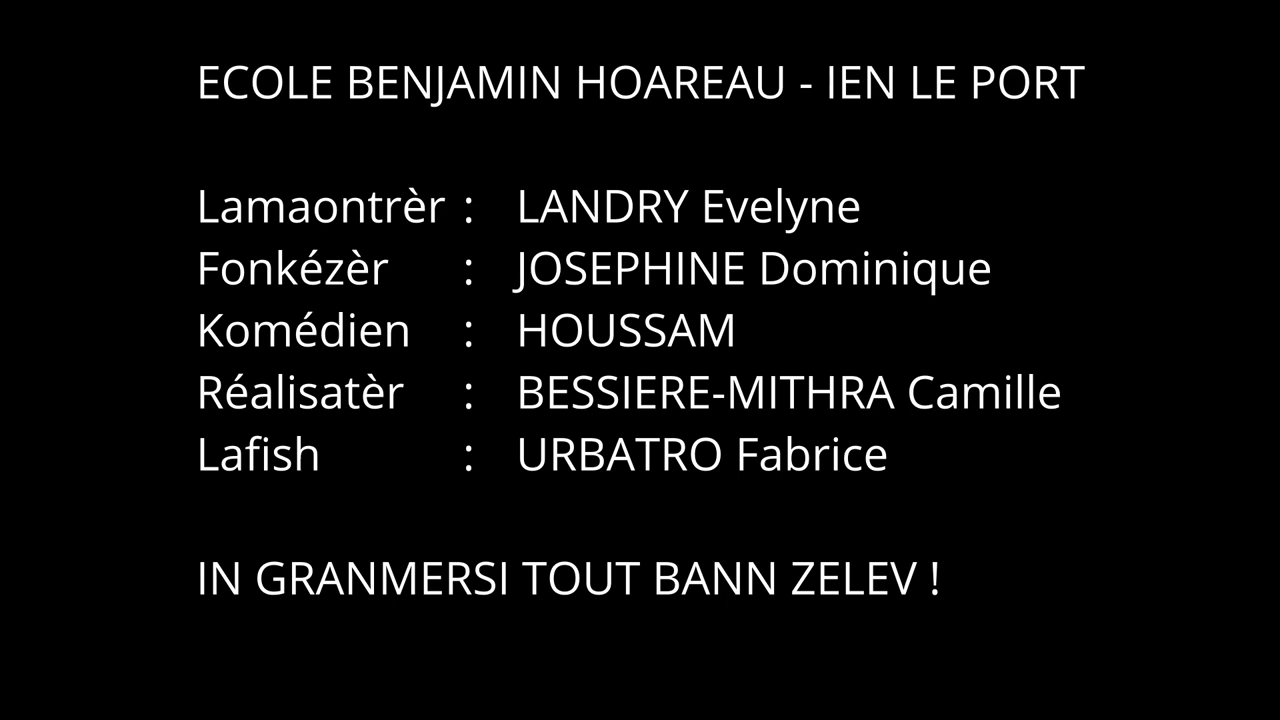 ECOLE BENJAMIN HOAREAU - IEN LE PORT
Lamaontrèr : LANDRY Evelyne
Fonkézèr : JOSEPHINE Dominique
Komédien : HOUSSAM
Réalisatèr : BESSIERE-MITHRA Camille
Lafish : URBATRO Fabrice
IN GRANMERSI TOUT BANN ZELEV !